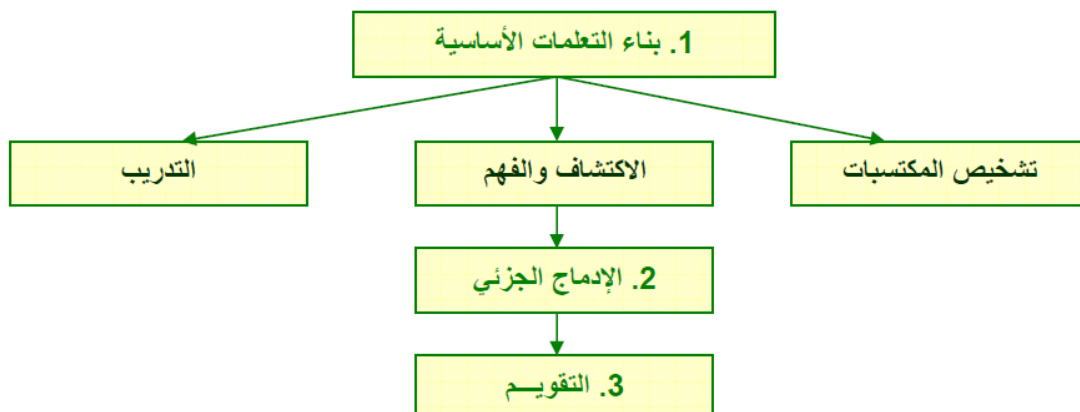 1. بناء التعلمات الأساسية
تشخيص المكتسبات
الاكتشاف والفهم
التدريب
2. الإدماج الجزئي
3. التقويـــم